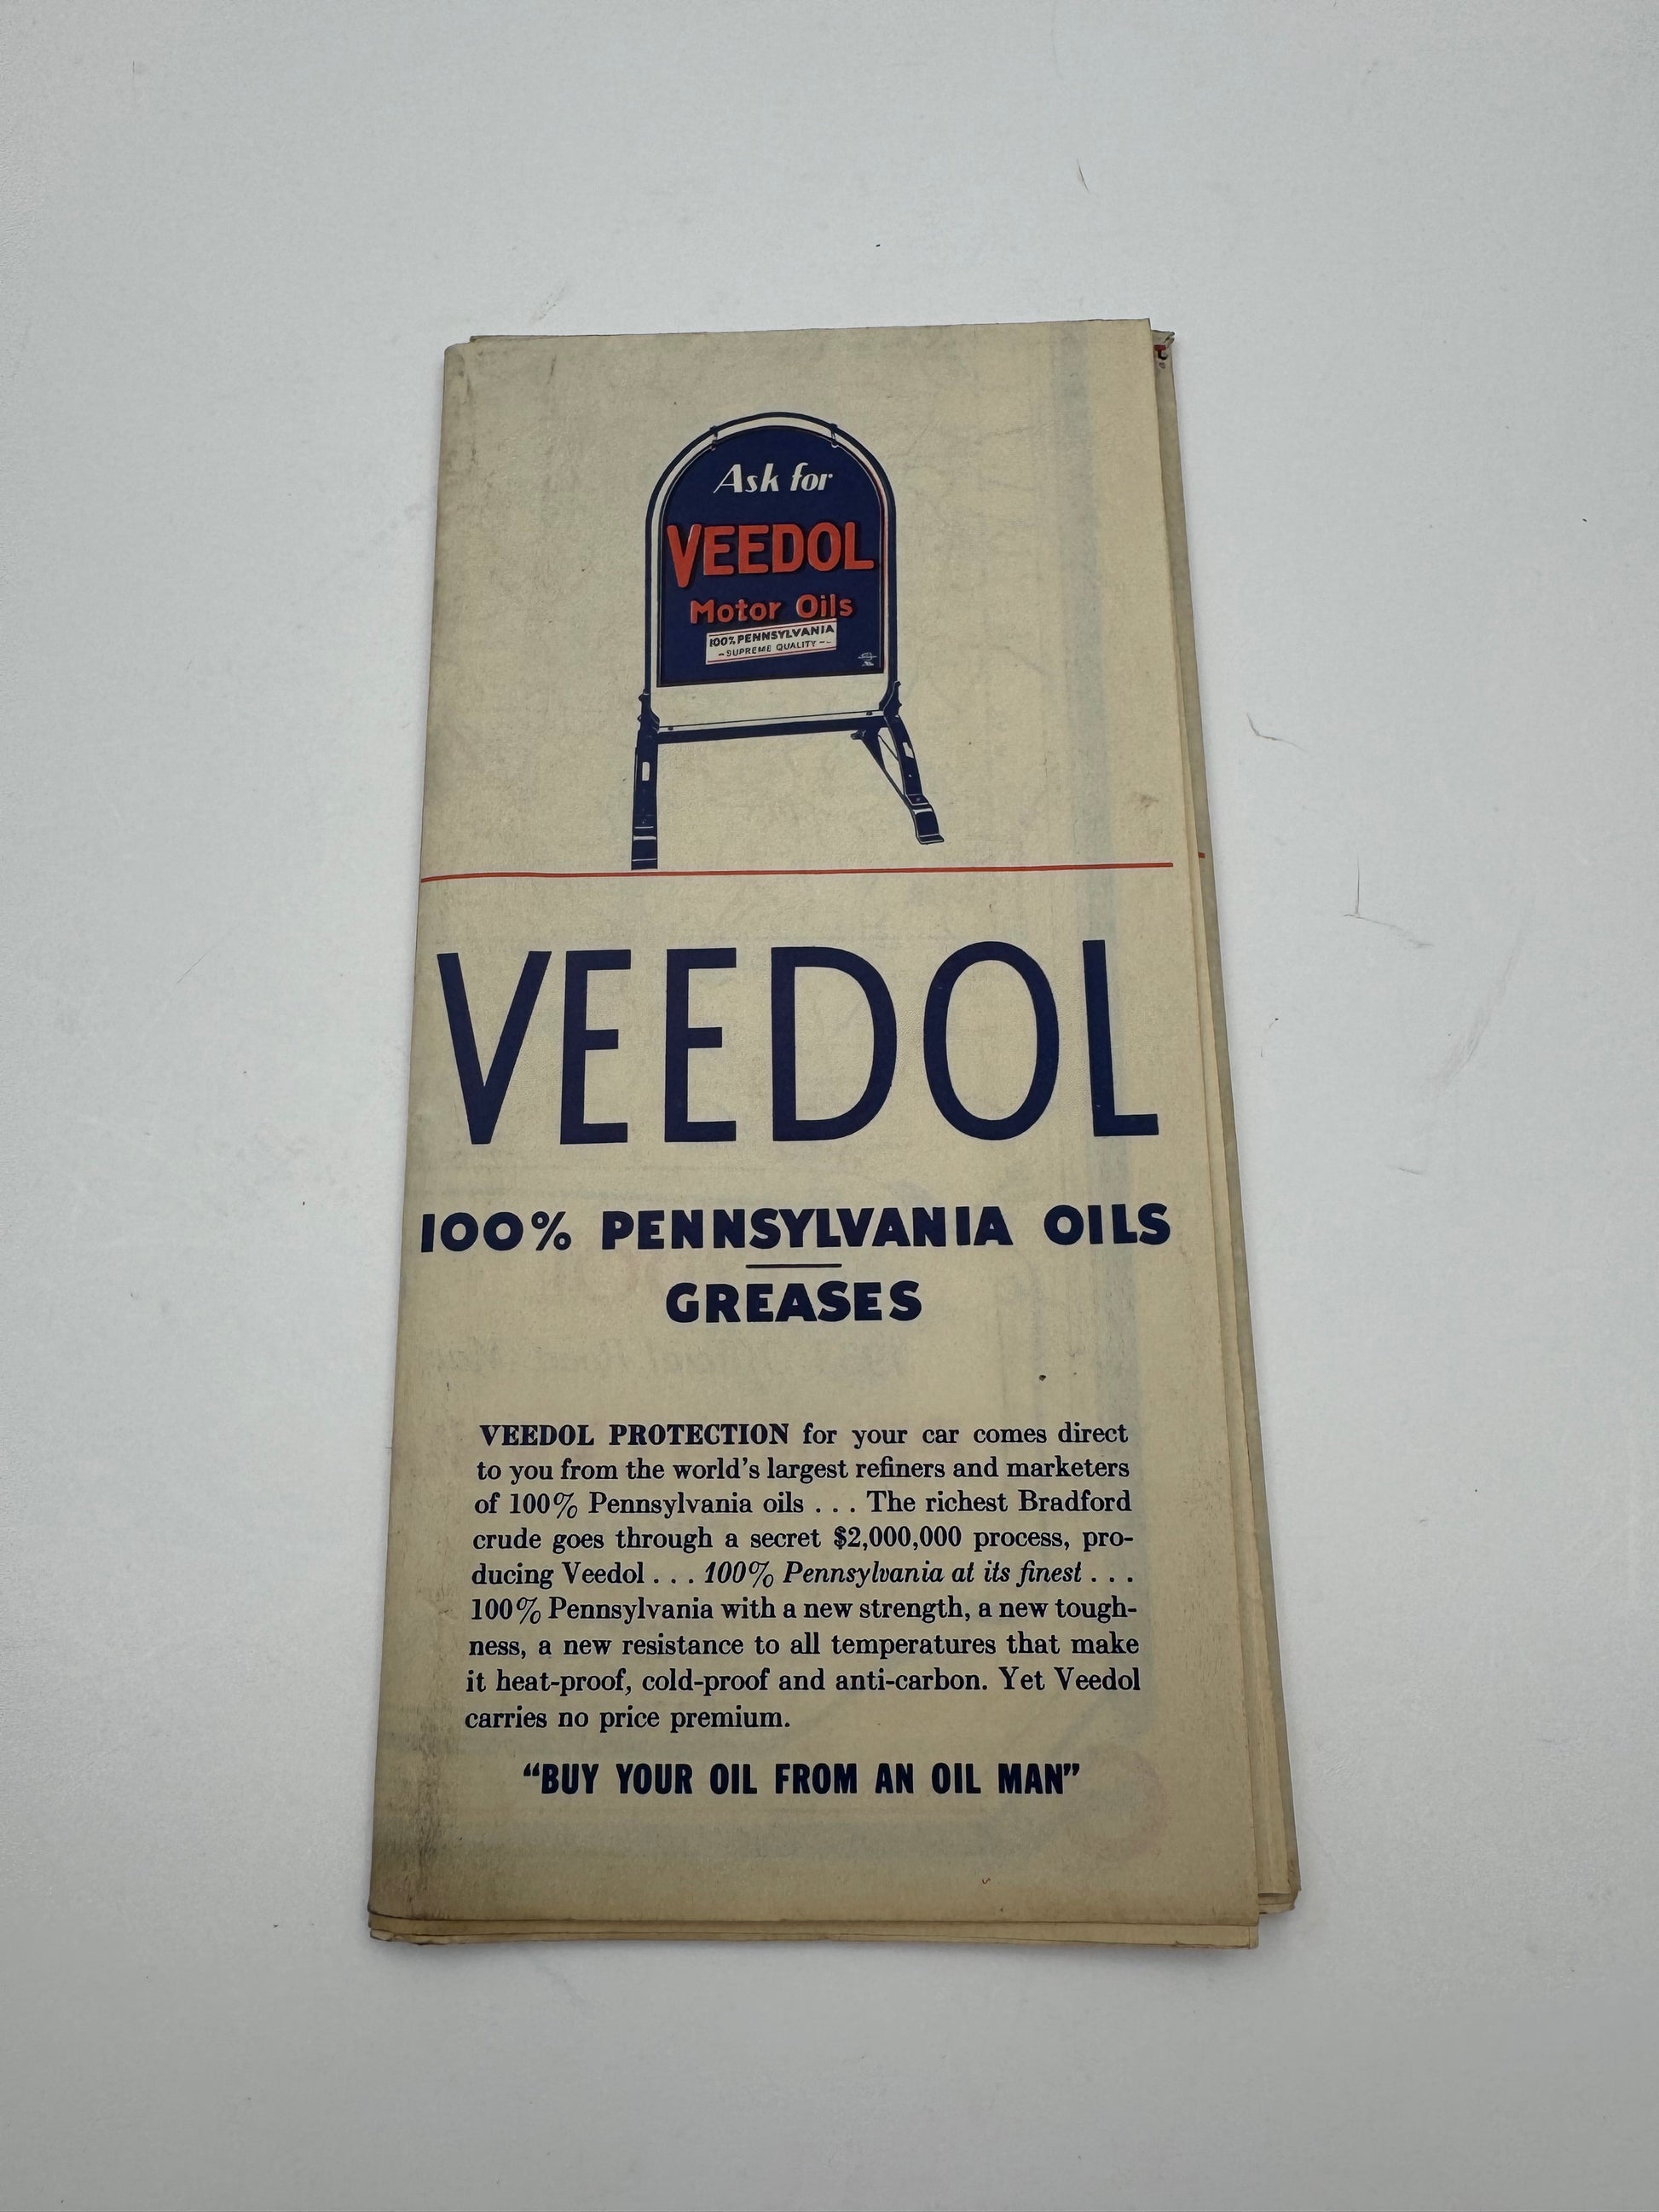 Ask for
VEEDOL
Motor Oils
100% PENNSYLVANIA
-SUPREME QUALITY-
VEEDOL
100% PENNSYLVANIA OILS
GREASES
VEEDOL PROTECTION for your car comes direct
to you from the world's largest refiners and marketers
of 100% Pennsylvania oils . . . The richest Bradford
crude goes through a secret $2,000,000 process, pro-
ducing Veedol . . . 100% Pennsylvania at its finest . . .
100% Pennsylvania with a new strength, a new tough-
ness, a new resistance to all temperatures that make
it heat-proof, cold-proof and anti-carbon. Yet Veedol
carries no price premium.
"BUY YOUR OIL FROM AN OIL MAN"